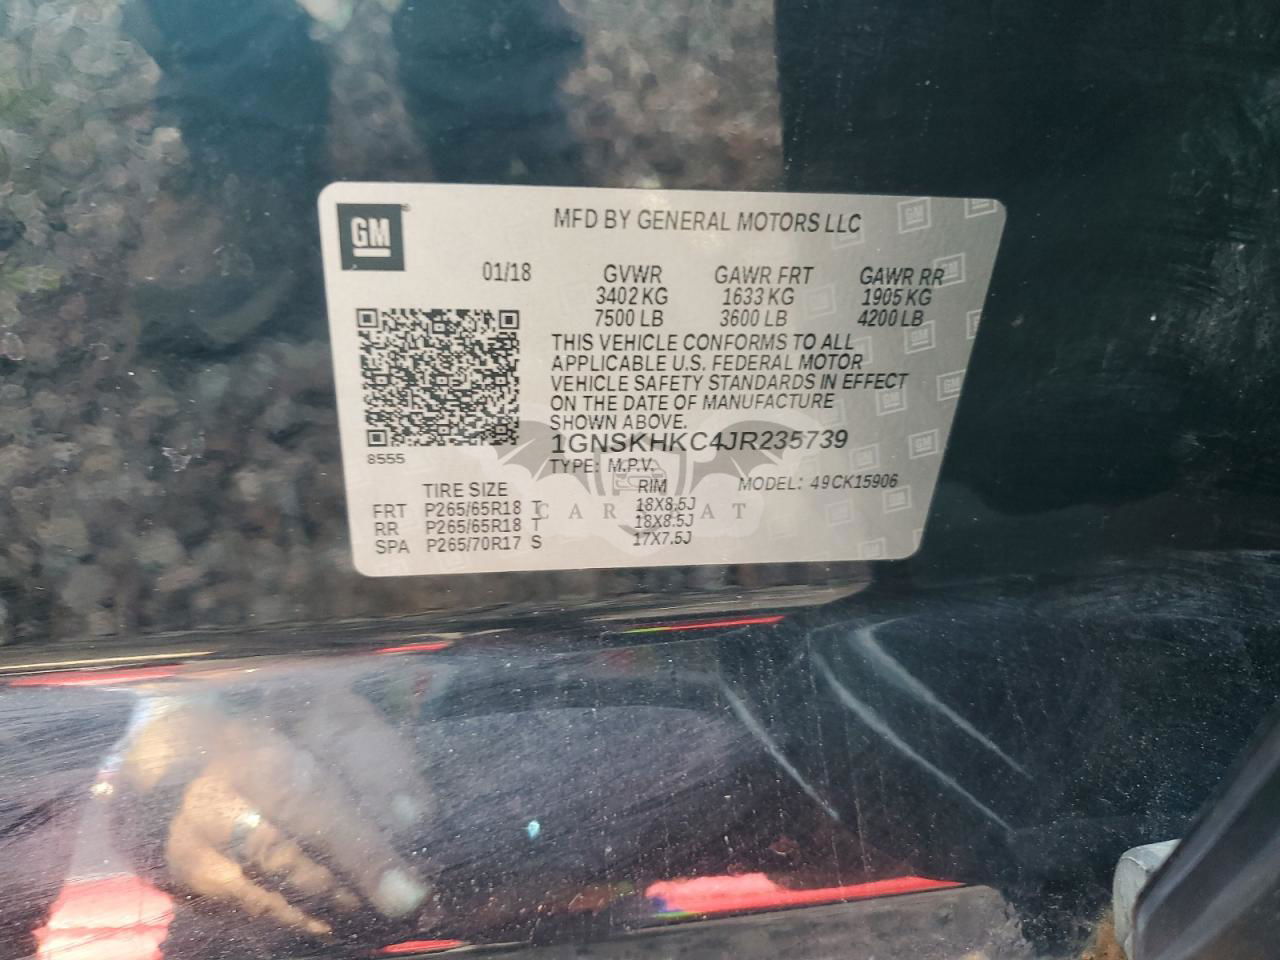 GM
MFD BY GENERAL MOTORS LLC
01/18 GVWR GAWR FRT GAWR RR
3402 KG 1633 KG 1905 KG
7500 LB 3600 LB 4200 LB
THIS VEHICLE CONFORMS TO ALL
APPLICABLE U.S. FEDERAL MOTOR
VEHICLE SAFETY STANDARDS IN EFFECT
ON THE DATE OF MANUFACTURE
SHOWN ABOVE.
1GNSKHKC4JR235739
8555
TYPE: M.P.V.
MODEL: 49CK15906
TIRE SIZE RIM
FRT P265/65R18 T 18X8.5J
RR P265/65R18 T 18X8.5J
SPA P265/70R17 S 17X7.5J